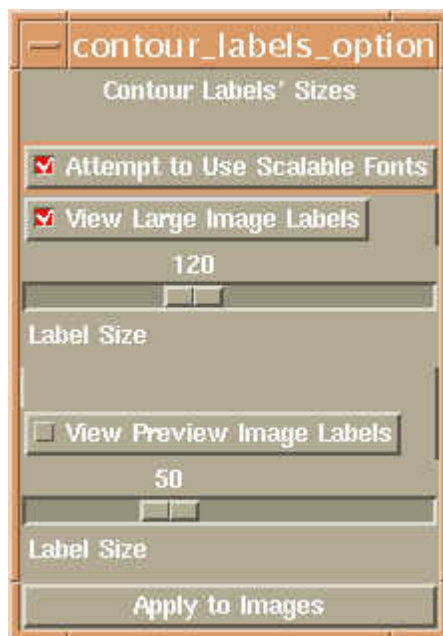 contour_labels_option
Contour Labels' Sizes
Attempt to Use Scalable Fonts
View Large Image Labels
120
Label Size
View Preview Image Labels
50
Label Size
Apply to Images